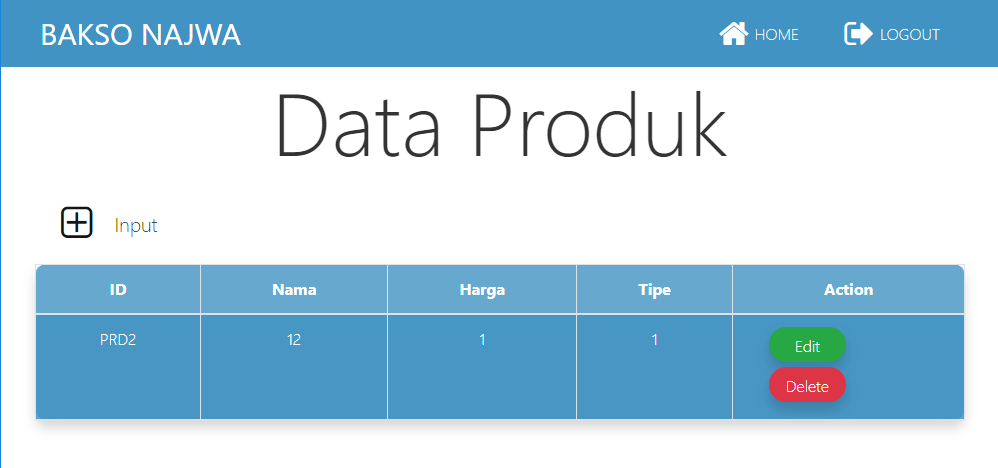 BAKSO NAJWA HOME LOGOUT
Data Produk
Input
ID Nama Harga Tipe Action
PRD2 12 1 1 Edit
Delete